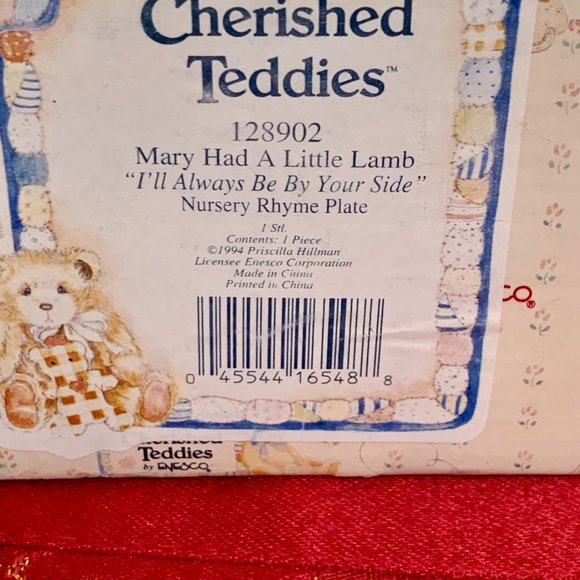 Cherished
Teddies™
128902
Mary Had A Little Lamb
"I'll Always Be By Your Side"
Nursery Rhyme Plate
1 Stl.
Contents: 1 Piece
©1994 Priscilla Hillman
Licensee Enesco Corporation
Made in China
Printed in China
CO®
0 45544 16548 8
Cherished
Teddies
by ENESCO